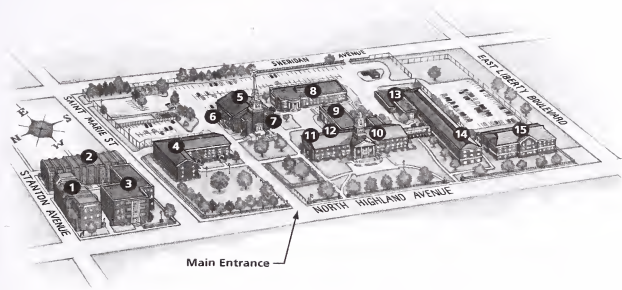 SHERIDAN AVENUE
EAST LIBERTY BOULEVARD
SAINT MARIE ST
STANTON AVENUE
NORTH HIGHLAND AVENUE
5
8
6
7
9
13
4
11
12
10
14
15
2
1
3
Main Entrance